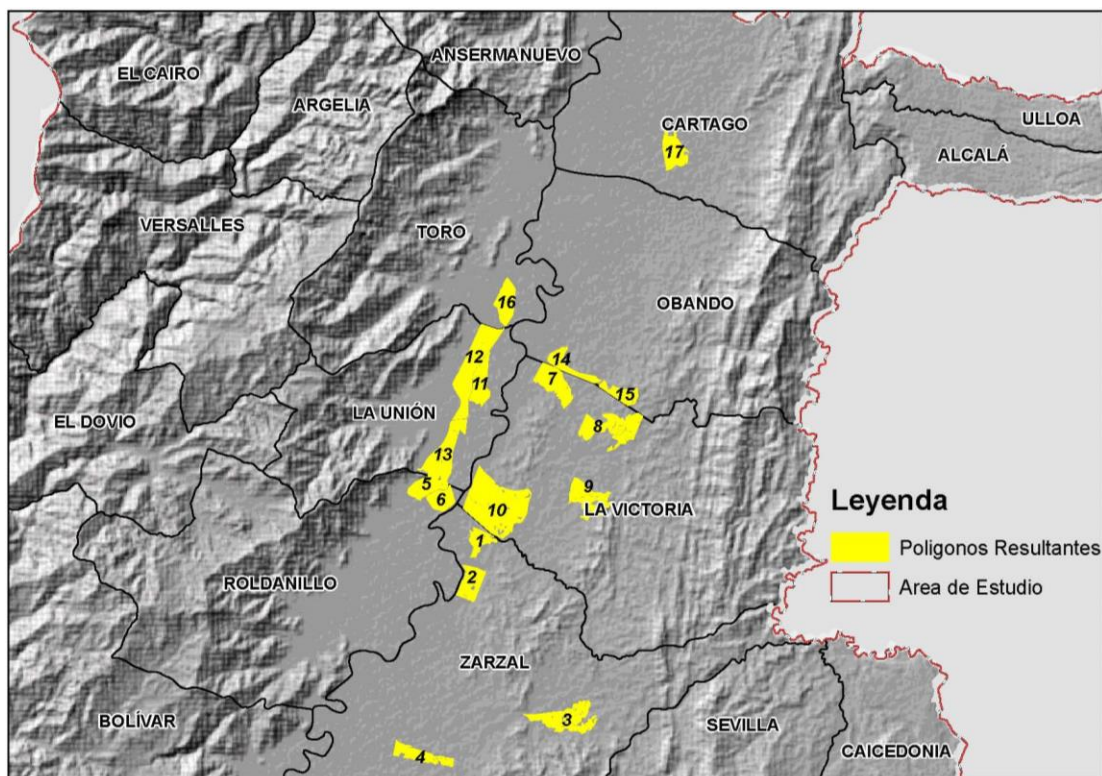 ANSERMANUEVO
EL CAIRO
ARGELIA
CARTAGO
ULLOA
17
ALCALÁ
VERSALLES
TORO
16
OBANDO
12
14
7
11
15
EL DOVIO
LA UNIÓN
8
13
5
6
9
10
LA VICTORIA
Leyenda
1
Poligonos Resultantes
2
ROLDANILLO
Area de Estudio
ZARZAL
3
BOLÍVAR
SEVILLA
4
CAICEDONIA